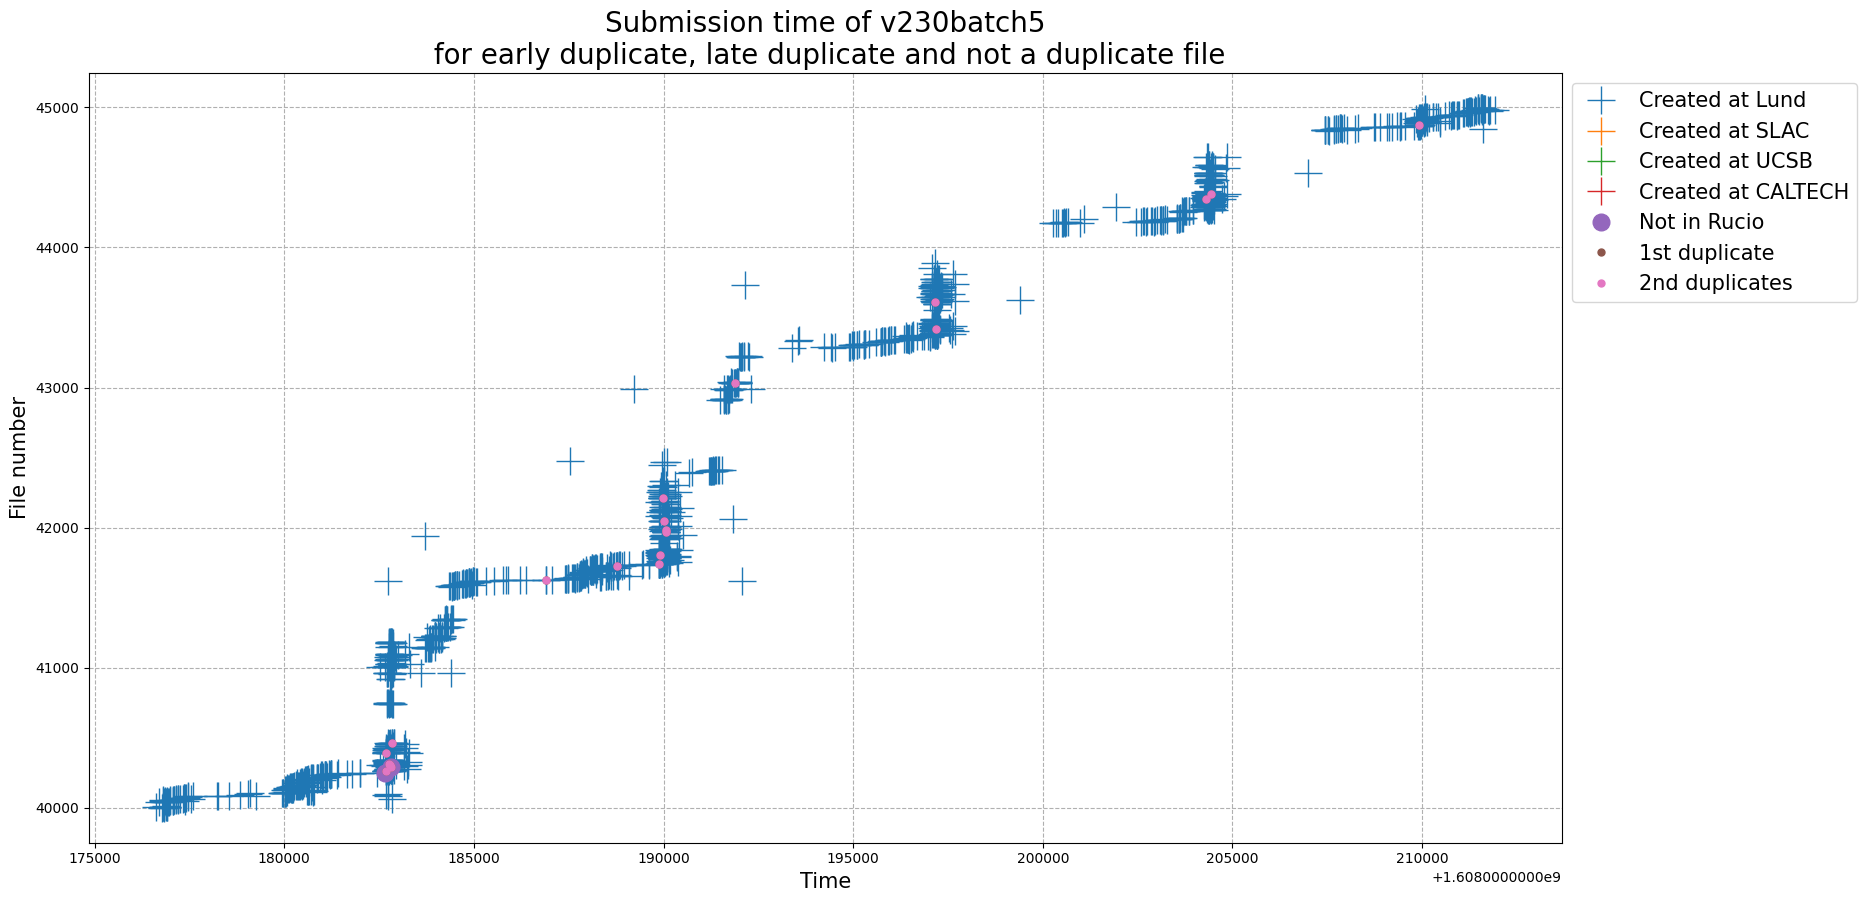 Submission time of v230batch5
for early duplicate, late duplicate and not a duplicate file
45000
44000
43000
42000
41000
40000
File number
175000
180000
185000
190000
195000
200000
205000
210000
+1.6080000000e9
Time
Created at Lund
Created at SLAC
Created at UCSB
Created at CALTECH
Not in Rucio
1st duplicate
2nd duplicates